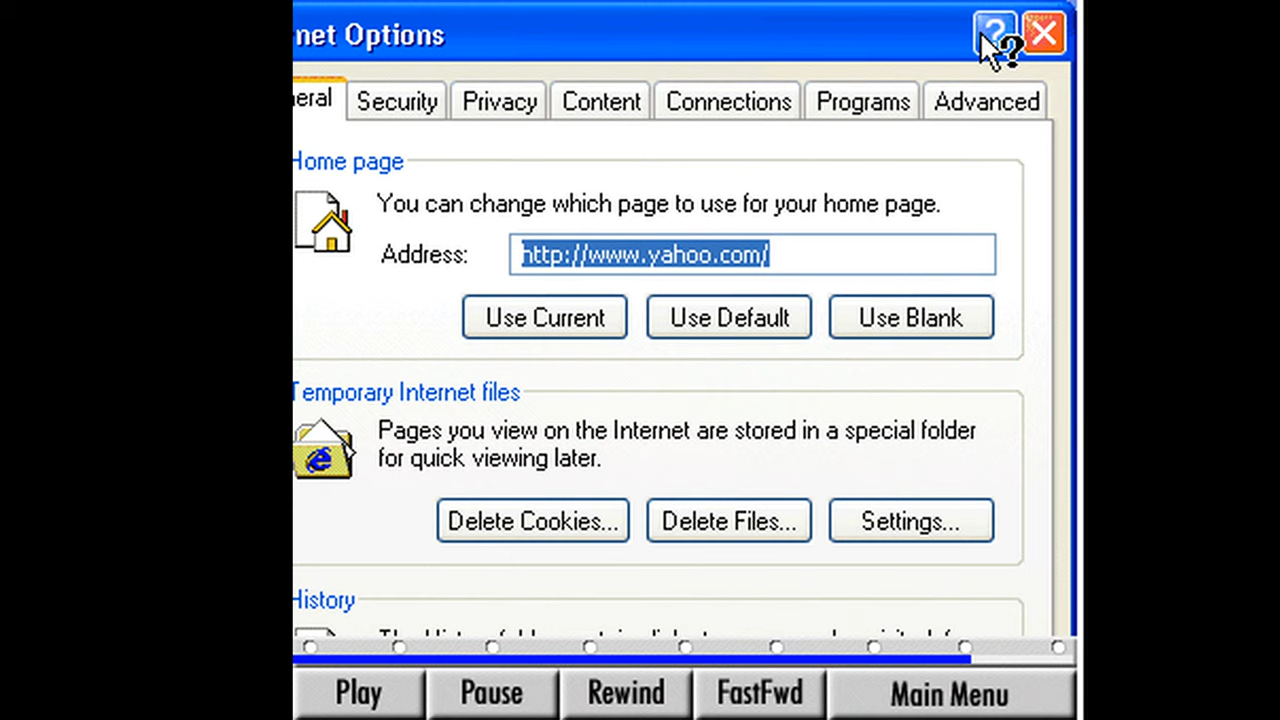 net Options
eral Security Privacy Content Connections Programs Advanced
Home page
You can change which page to use for your home page.
Address: http://www.yahoo.com/
Use Current Use Default Use Blank
Temporary Internet files
Pages you view on the Internet are stored in a special folder
for quick viewing later.
Delete Cookies... Delete Files... Settings...
History
Play Pause Rewind FastFwd Main Menu